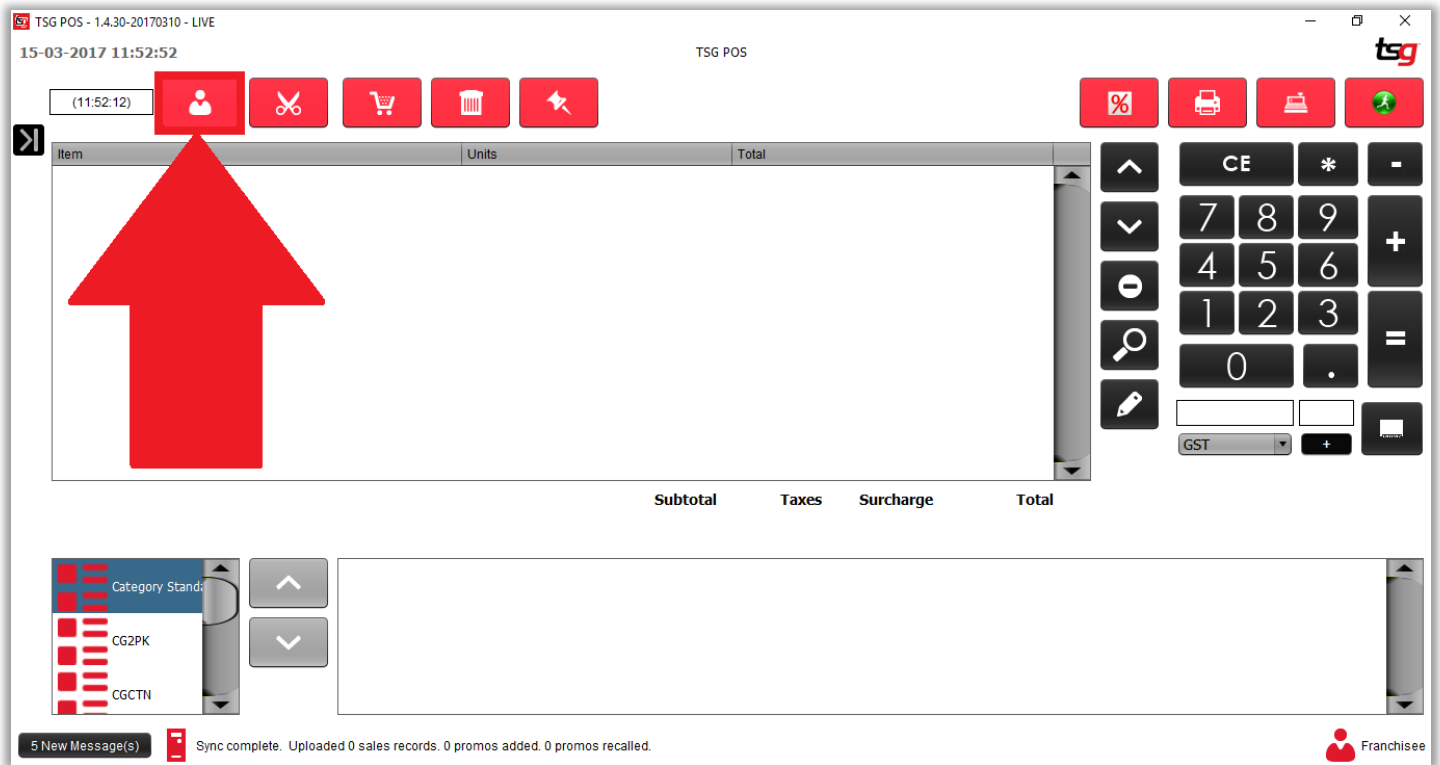 TSG POS - 1.4.30-20170310 - LIVE
15-03-2017 11:52:52
TSG POS
tsg
(11:52:12)
%
Item Units Total
CE * -
7 8 9 +
4 5 6
1 2 3 =
0 .
GST +
Subtotal Taxes Surcharge Total
Category Standa
CG2PK
CGCTN
5 New Message(s) Sync complete. Uploaded 0 sales records. 0 promos added. 0 promos recalled. Franchisee